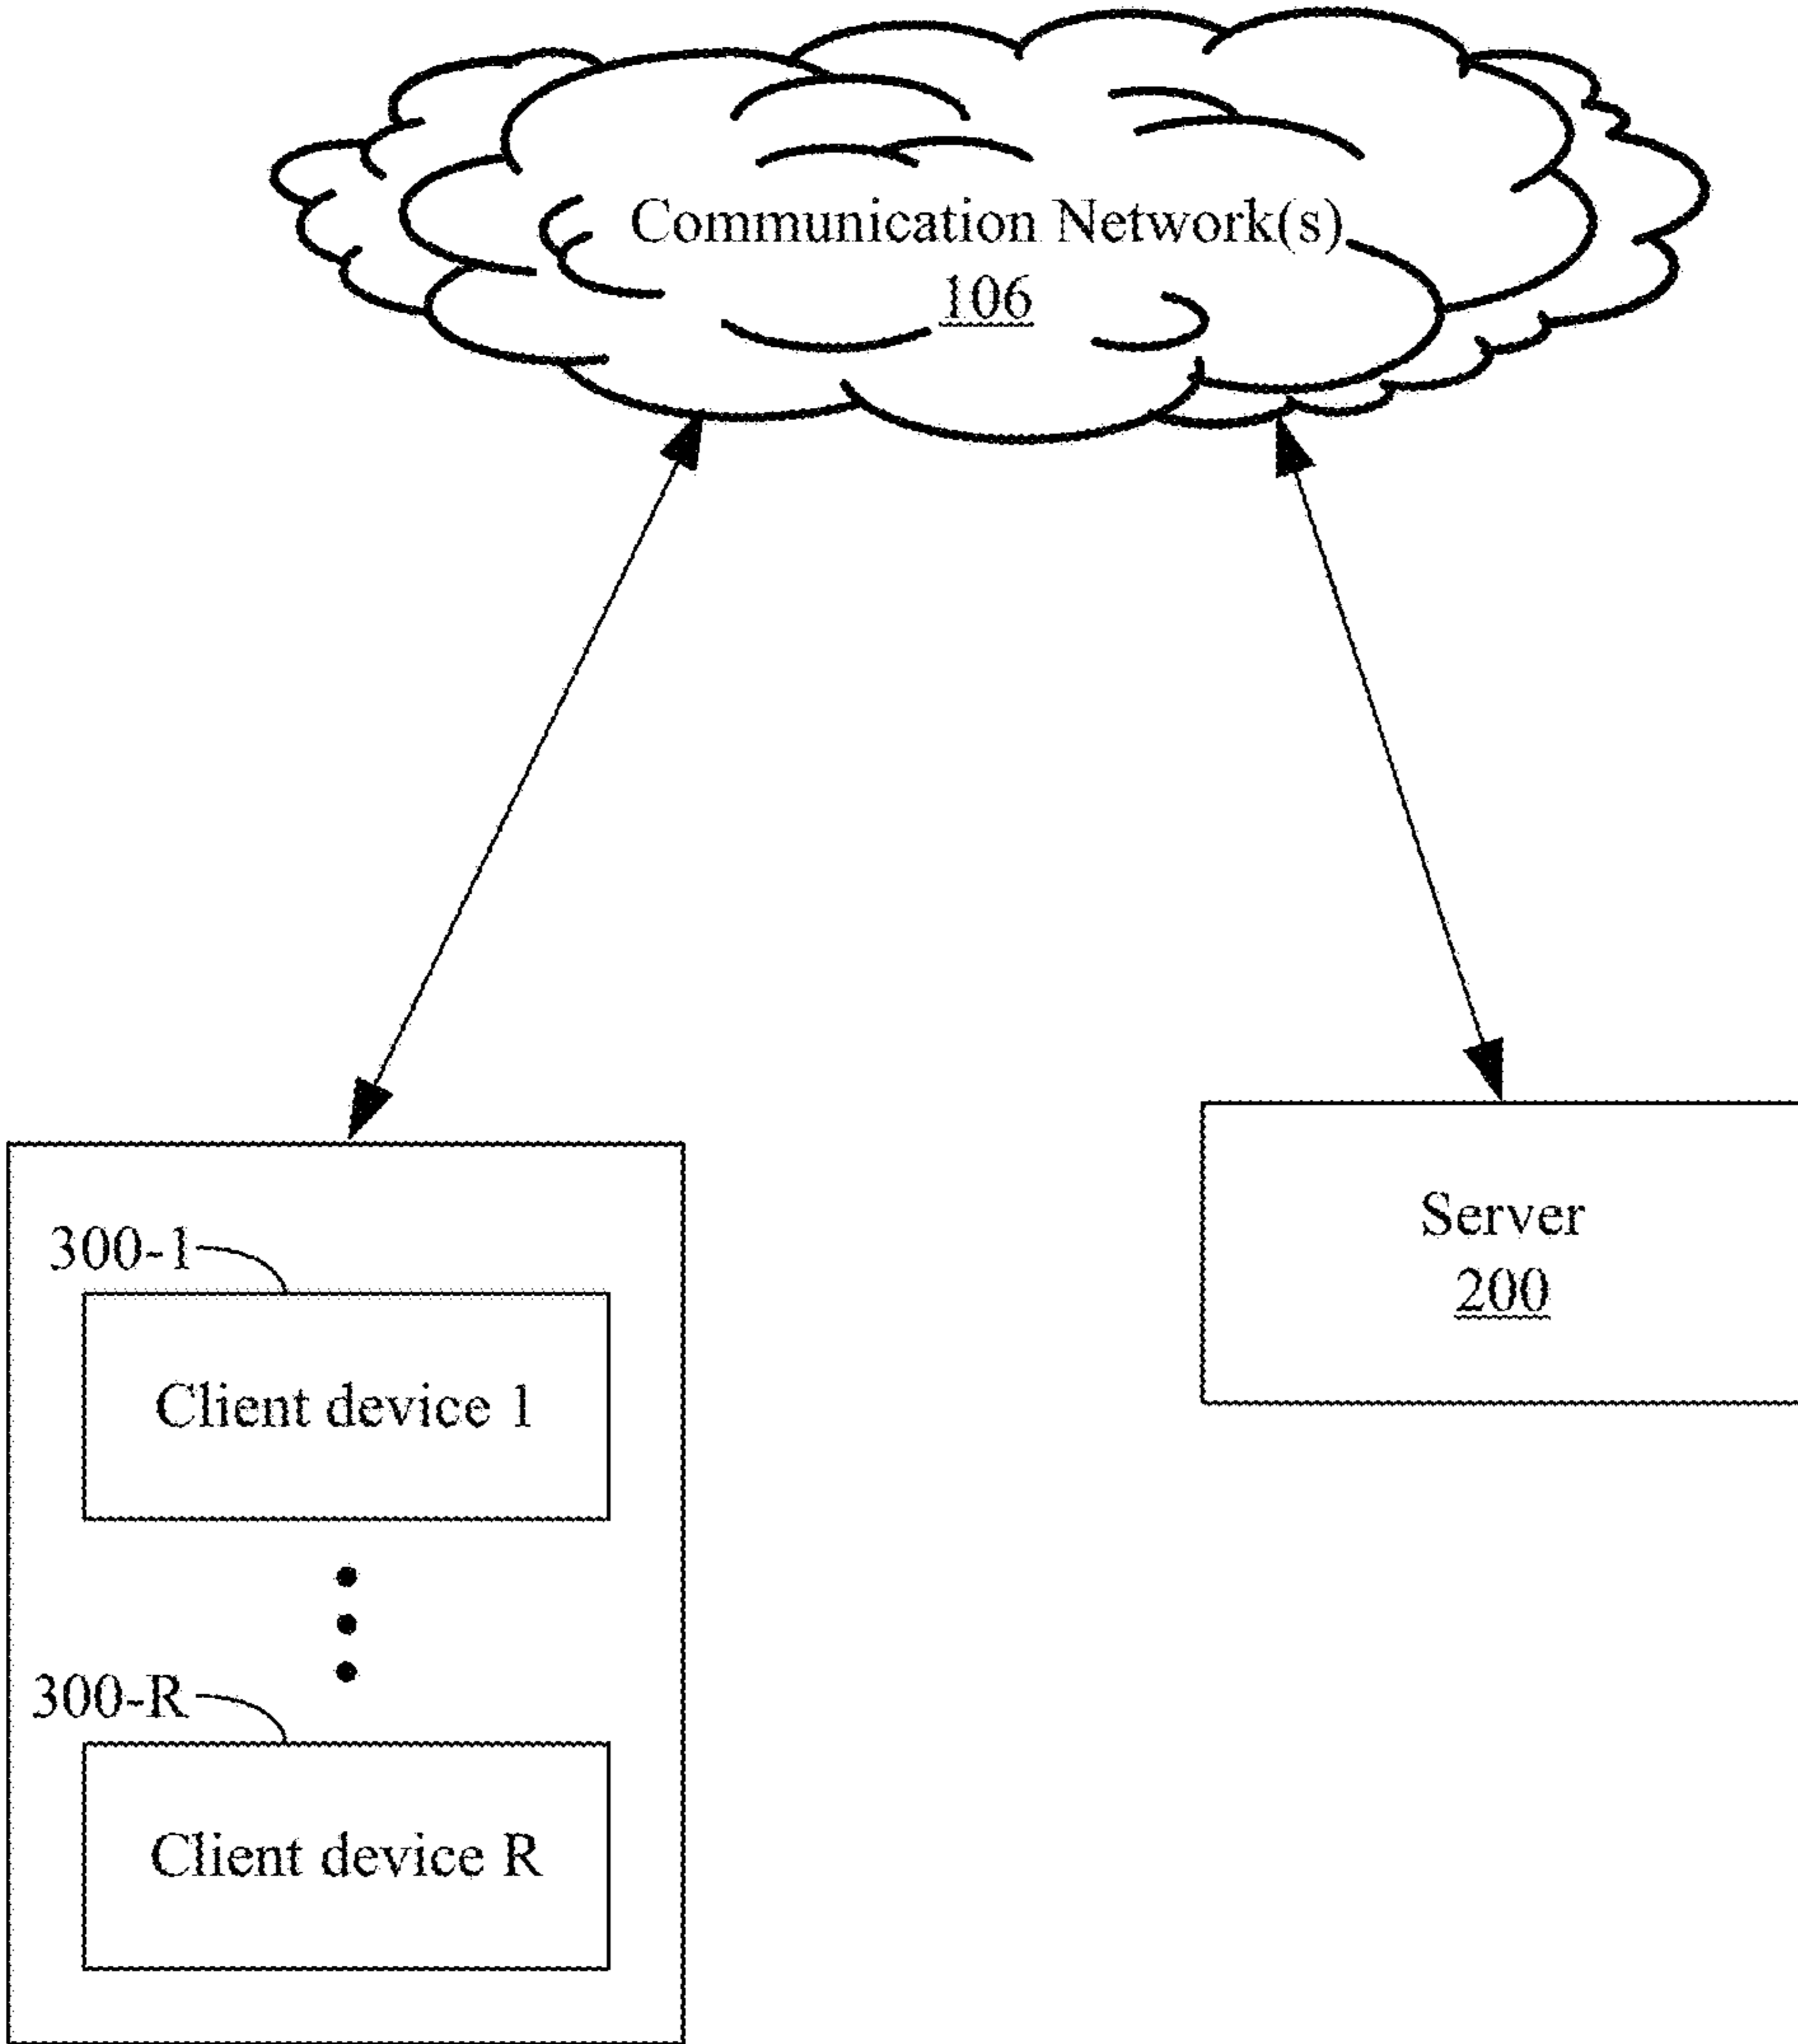 Communication Network(s)
106
300-1
Client device 1
300-R
Client device R
Server
200